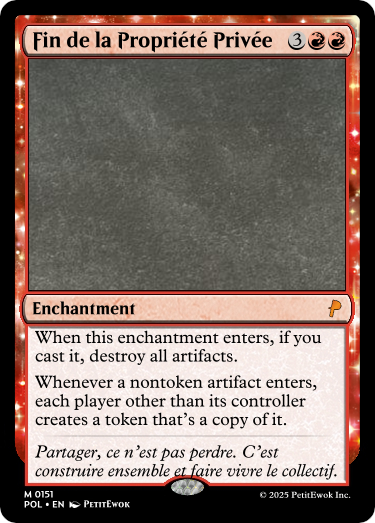 Fin de la Propriété Privée 3
Enchantment
When this enchantment enters, if you
cast it, destroy all artifacts.
Whenever a nontoken artifact enters,
each player other than its controller
creates a token that's a copy of it.
Partager, ce n'est pas perdre. C'est
construire ensemble et faire vivre le collectif.
M 0151
POL • EN PetitEwok
© 2025 PetitEwok Inc.